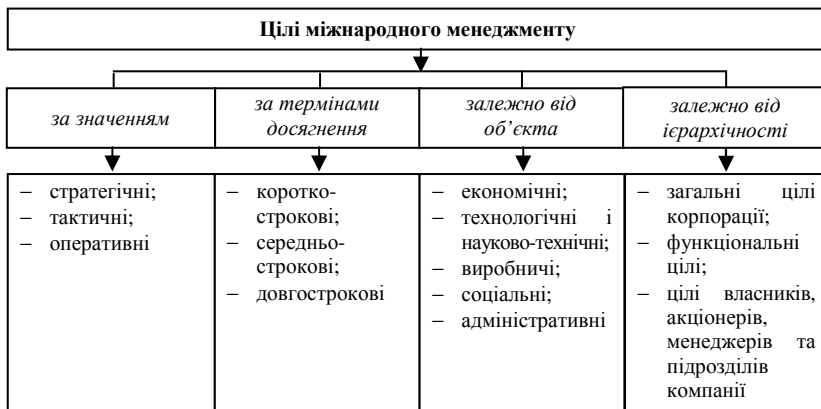 Цілі міжнародного менеджменту
за значенням
за термінами
досягнення
залежно від
об’єкта
залежно від
ієрархічності
– стратегічні;
– тактичні;
– оперативні
– коротко-
строкові;
– середньо-
строкові;
– довгострокові
– економічні;
– технологічні і
науково-технічні;
– виробничі;
– соціальні;
– адміністративні
– загальні цілі
корпорації;
– функціональні
цілі;
– цілі власників,
акціонерів,
менеджерів та
підрозділів
компанії